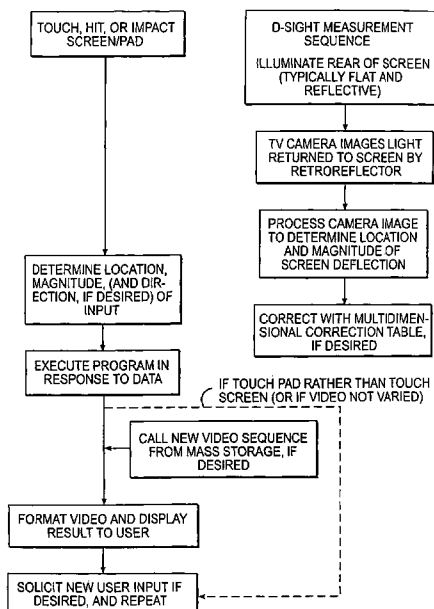 TOUCH, HIT, OR IMPACT
SCREEN/PAD
DETERMINE LOCATION,
MAGNITUDE, (AND DIR-
ECTION, IF DESIRED) OF
INPUT
EXECUTE PROGRAM IN
RESPONSE TO DATA
D-SIGHT MEASUREMENT
SEQUENCE
ILLUMINATE REAR OF SCREEN
(TYPICALLY FLAT AND
REFLECTIVE)
TV CAMERA IMAGES LIGHT
RETURNED TO SCREEN BY
RETROREFLECTOR
PROCESS CAMERA IMAGE
TO DETERMINE LOCATION
AND MAGNITUDE OF
SCREEN DEFLECTION
CORRECT WITH MULTIDIMEN-
SIONAL CORRECTION TABLE,
IF DESIRED
IF TOUCH PAD RATHER THAN TOUCH
SCREEN (OR IF VIDEO NOT VARIED)
CALL NEW VIDEO SEQUENCE
FROM MASS STORAGE, IF
DESIRED
FORMAT VIDEO AND DISPLAY
RESULT TO USER
SOLICIT NEW USER INPUT IF
DESIRED, AND REPEAT